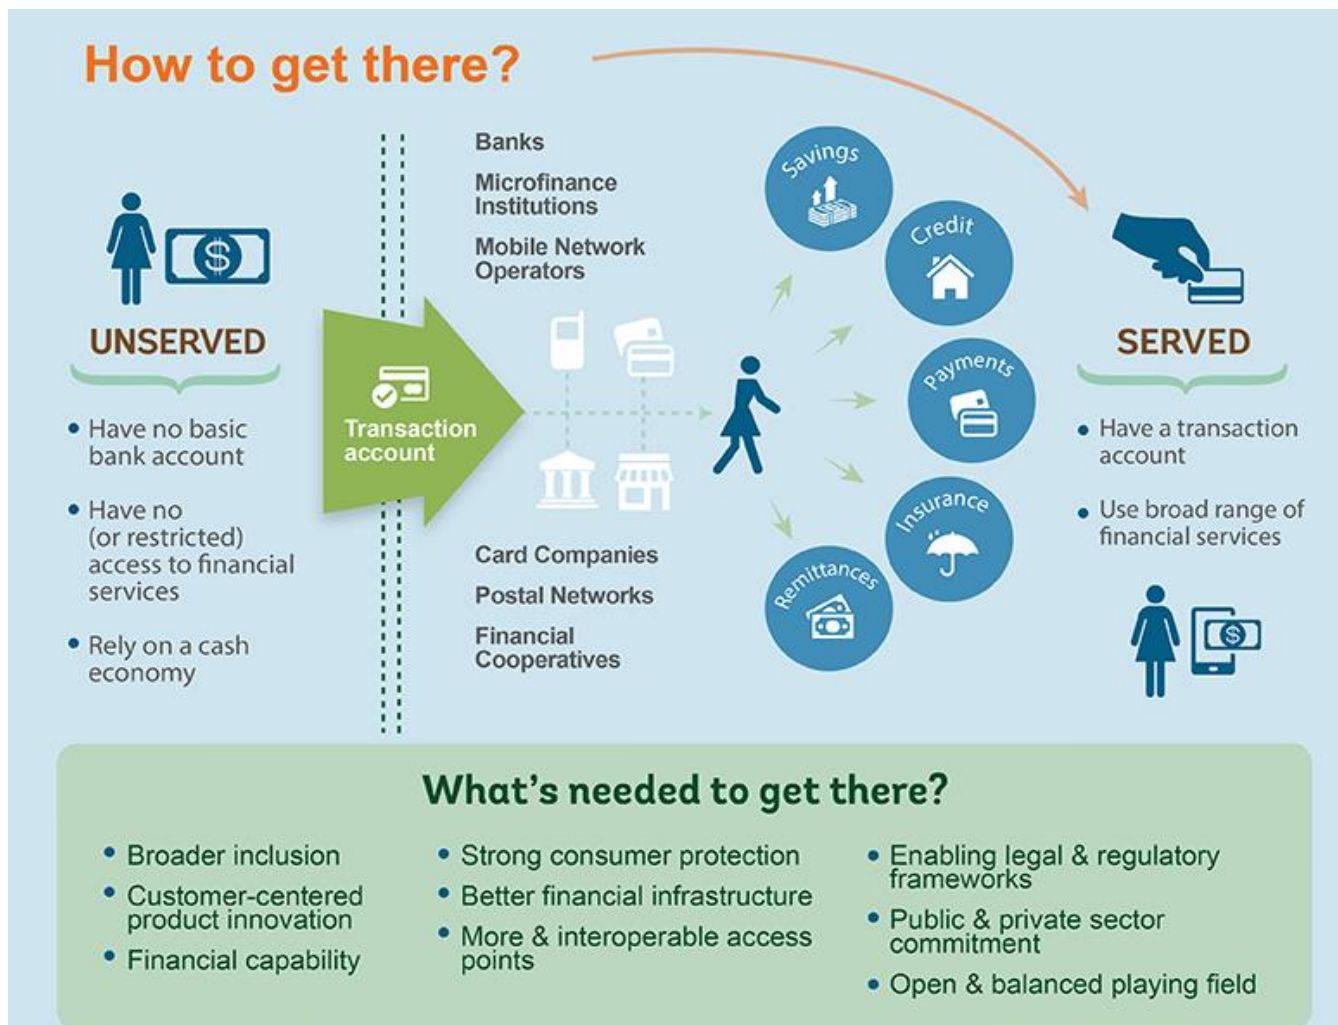 How to get there?
UNSERVED
• Have no basic
bank account
• Have no
(or restricted)
access to financial
services
• Rely on a cash
economy
Transaction
account
Banks
Microfinance
Institutions
Mobile Network
Operators
Card Companies
Postal Networks
Financial
Cooperatives
Savings
Credit
Payments
Insurance
Remittances
SERVED
• Have a transaction
account
• Use broad range of
financial services
What's needed to get there?
• Broader inclusion
• Customer-centered
product innovation
• Financial capability
• Strong consumer protection
• Better financial infrastructure
• More & interoperable access
points
• Enabling legal & regulatory
frameworks
• Public & private sector
commitment
• Open & balanced playing field